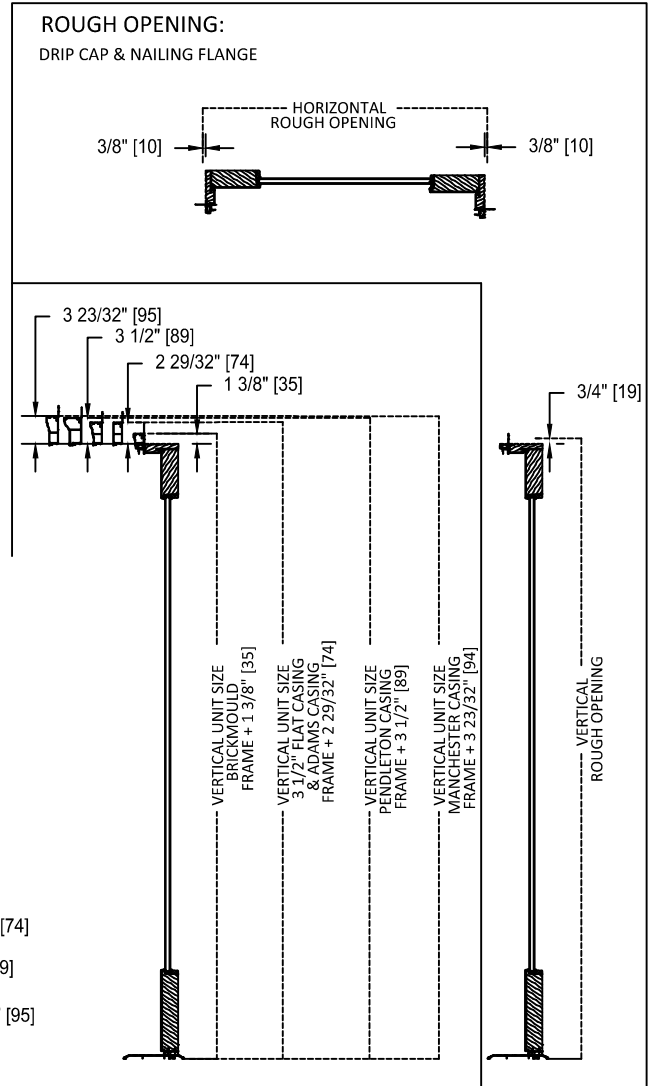 ROUGH OPENING:
DRIP CAP & NAILING FLANGE
HORIZONTAL
ROUGH OPENING
3/8" [10]
3/8" [10]
3 23/32" [95]
3 1/2" [89]
2 29/32" [74]
1 3/8" [35]
3/4" [19]
VERTICAL UNIT SIZE
BRICKMOULD
FRAME + 1 3/8" [35]
VERTICAL UNIT SIZE
3 1/2" FLAT CASING
& ADAMS CASING
FRAME + 2 29/32" [74]
VERTICAL UNIT SIZE
PENDLETON CASING
FRAME + 3 1/2" [89]
VERTICAL UNIT SIZE
MANCHESTER CASING
FRAME + 3 23/32" [94]
VERTICAL
ROUGH OPENING
[74]
9]
" [95]